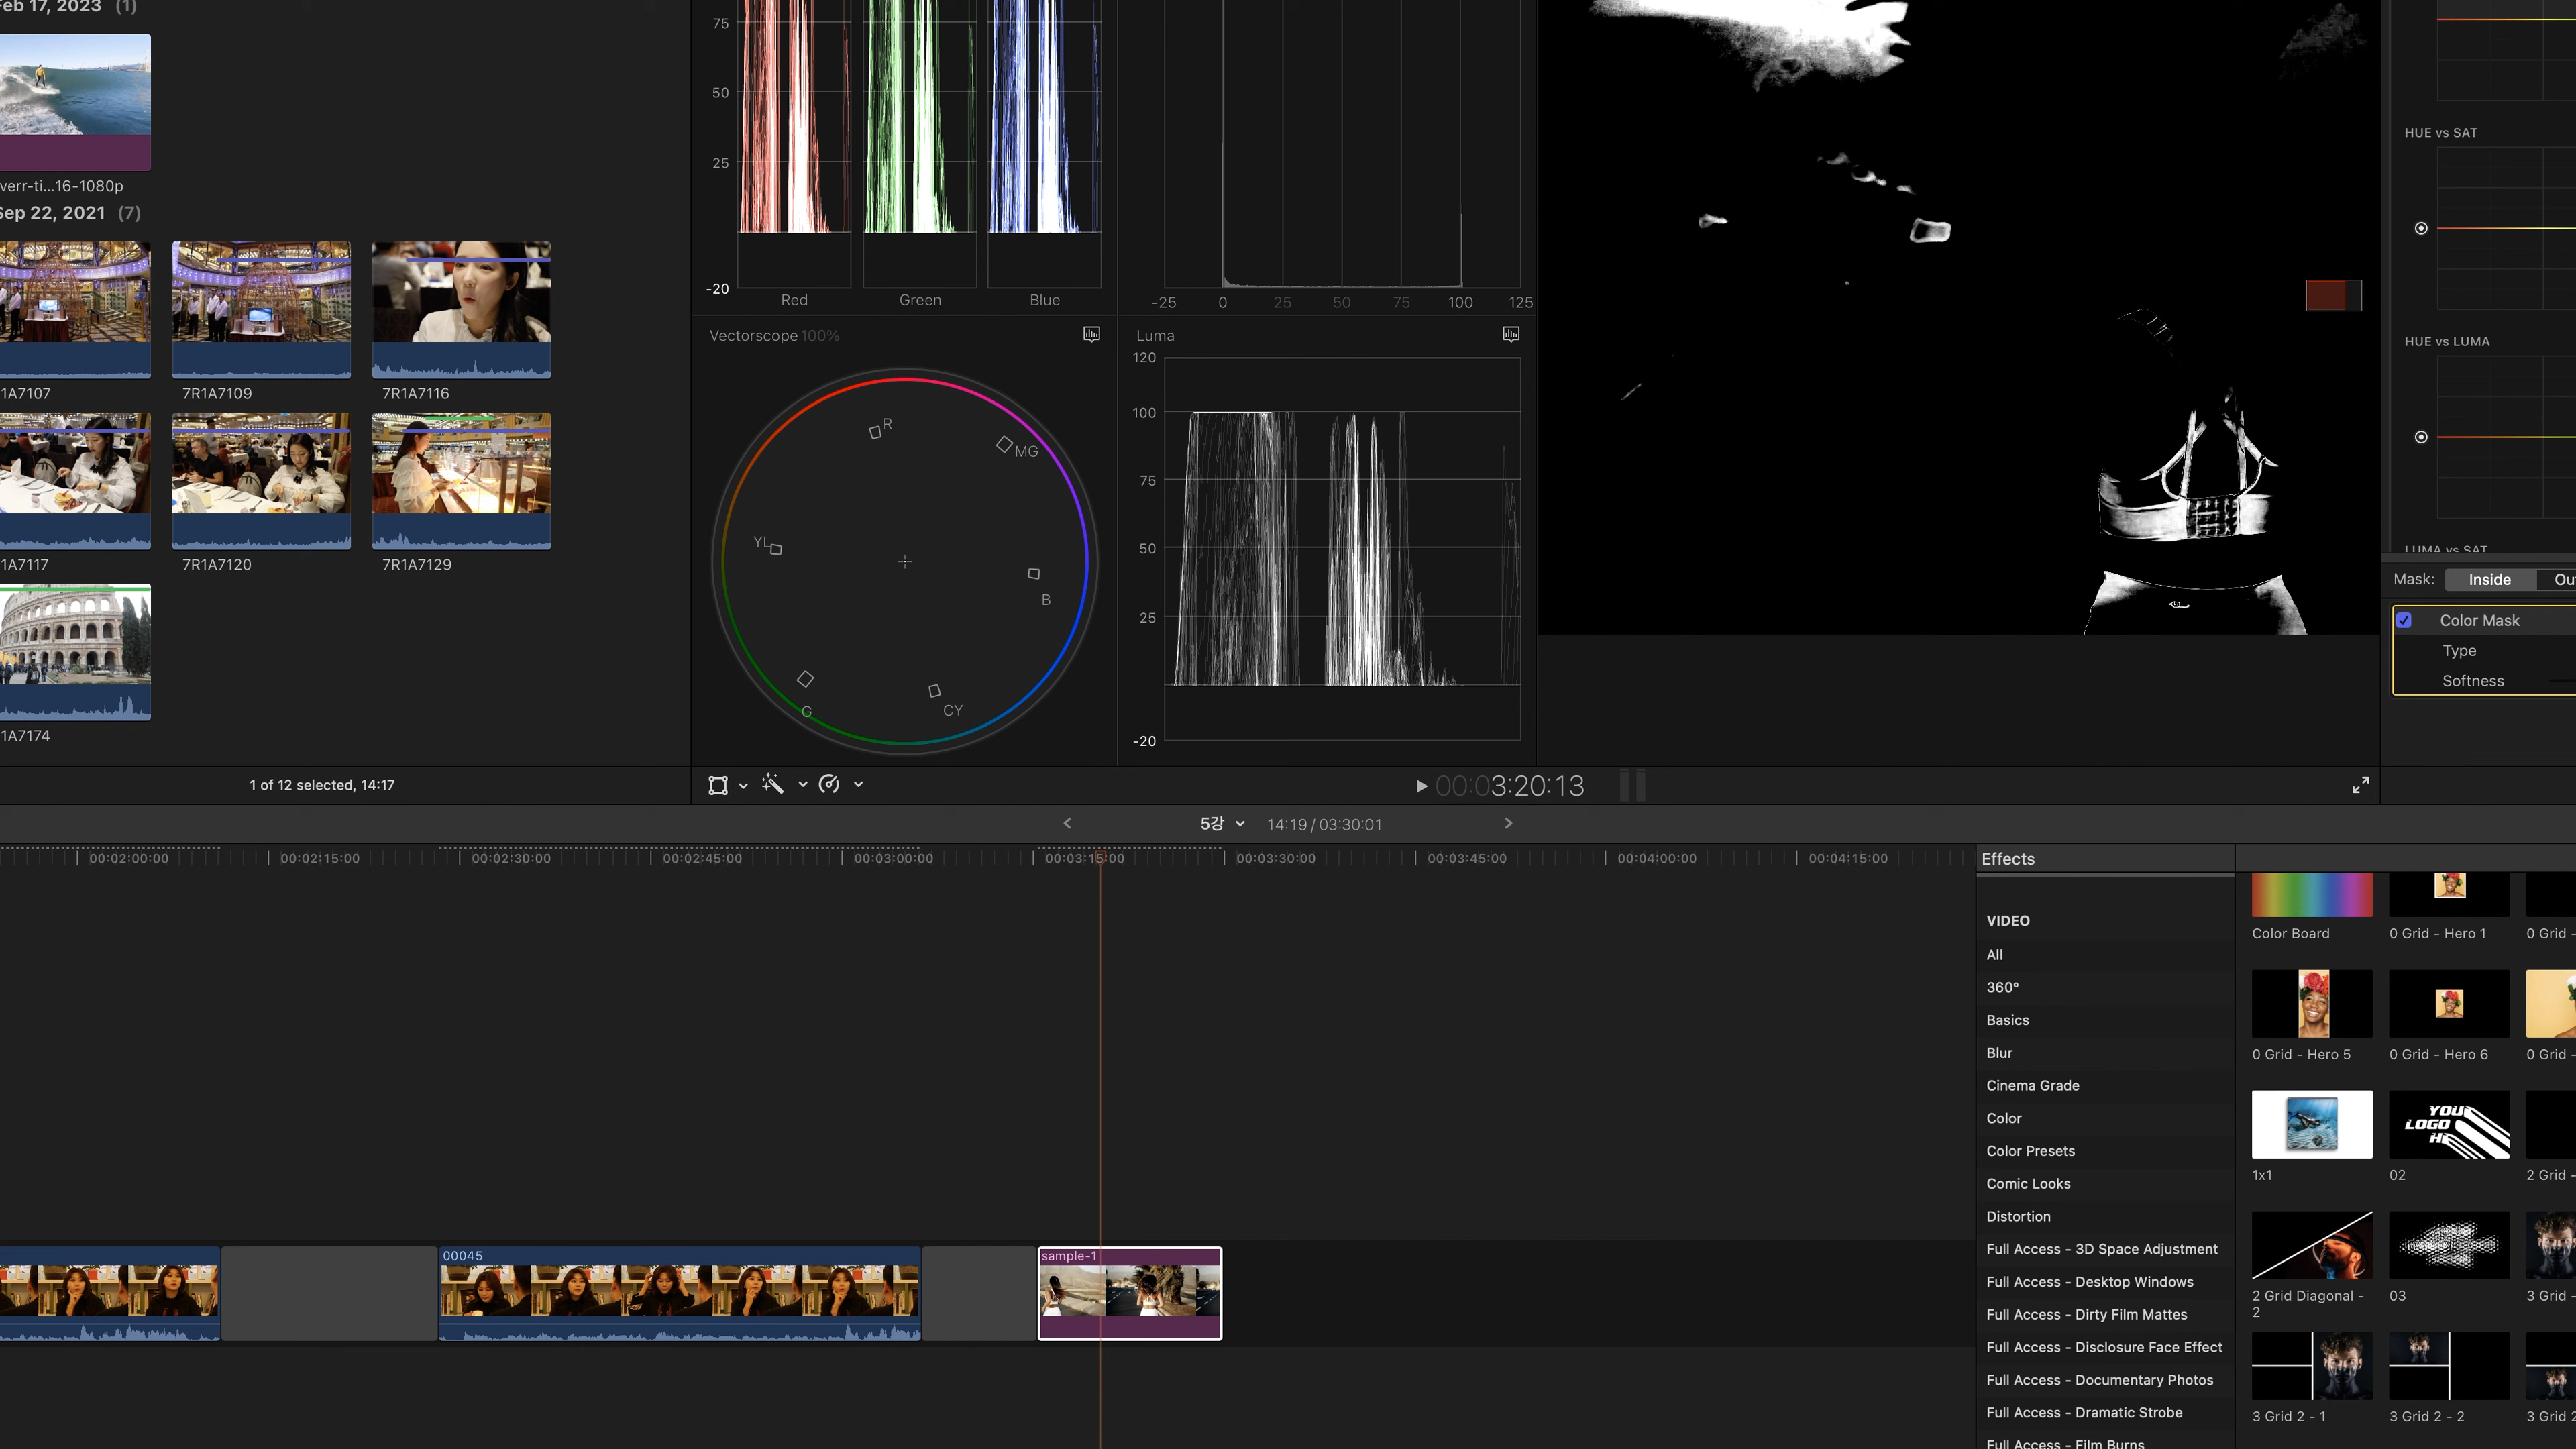 Feb 17, 2023 (1)
verr-ti...16-1080p
Sep 22, 2021 (7)
1A7107
7R1A7109
7R1A7116
1A7117
7R1A7120
7R1A7129
1A7174
1 of 12 selected, 14:17
75
50
25
-20
Red
Green
Blue
-25
0
25
50
75
100
125
Vectorscope 100%
R
MG
YL
B
G
CY
Luma
120
100
75
50
25
-20
00:03:20:13
HUE vs SAT
HUE vs LUMA
LUMA vs SAT
Mask:
Inside
Color Mask
Type
Softness
5강
14:19 / 03:30:01
00:02:00:00
00:02:15:00
00:02:30:00
00:02:45:00
00:03:00:00
00:03:15:00
00:03:30:00
00:03:45:00
00:04:00:00
00:04:15:00
00045
sample-1
Effects
VIDEO
All
360°
Basics
Blur
Cinema Grade
Color
Color Presets
Comic Looks
Distortion
Full Access - 3D Space Adjustment
Full Access - Desktop Windows
Full Access - Dirty Film Mattes
Full Access - Disclosure Face Effect
Full Access - Documentary Photos
Full Access - Dramatic Strobe
Full Access - Film Burns
Color Board
0 Grid - Hero 1
0 Grid -
0 Grid - Hero 5
0 Grid - Hero 6
0 Grid -
YOU
LOGO
HE
1x1
02
2 Grid -
2 Grid Diagonal -
2
03
3 Grid -
3 Grid 2 - 1
3 Grid 2 - 2
3 Grid 2